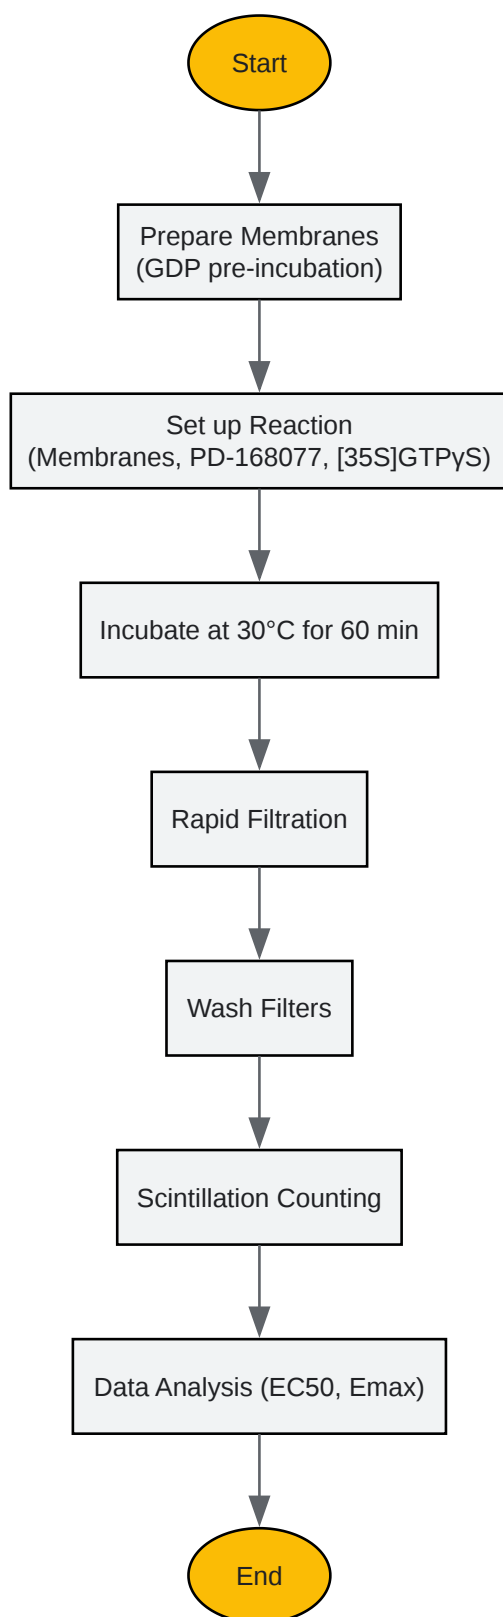 Start
Prepare Membranes
(GDP pre-incubation)
Set up Reaction
(Membranes, PD-168077, [35S]GTPγS)
Incubate at 30°C for 60 min
Rapid Filtration
Wash Filters
Scintillation Counting
Data Analysis (EC50, Emax)
End